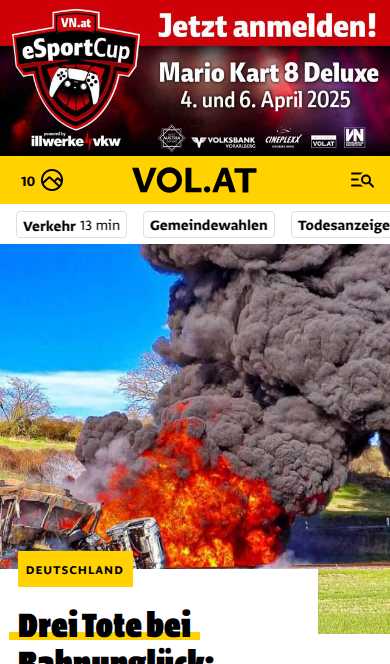 VN.at
eSportCup
Jetzt anmelden!
Mario Kart 8 Deluxe
4. und 6. April 2025
powered by
illwerke vkw
VOLKSBANK
VORARLBERG
CINEPLEXX
VOL.AT
VN
10
VOL.AT
Verkehr 13 min
Gemeindewahlen
Todesanzeige
DEUTSCHLAND
Drei Tote bei
Bahnunglück: